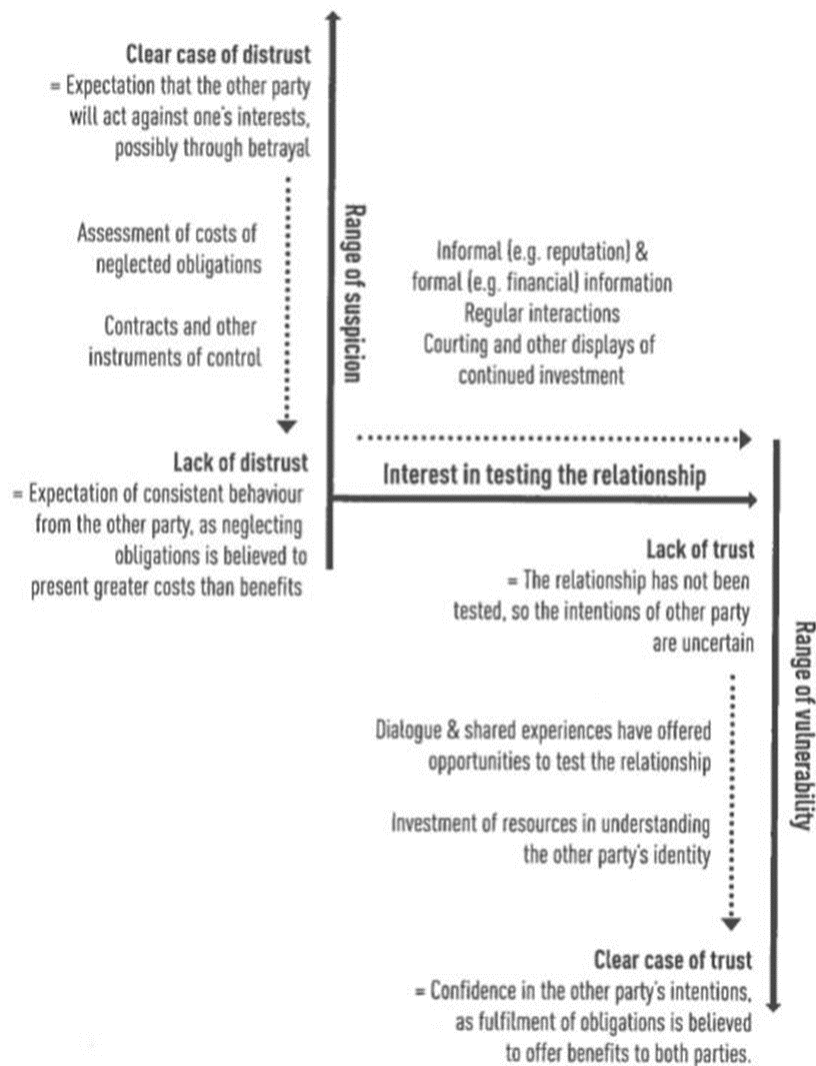 Clear case of distrust
= Expectation that the other party
will act against one's interests,
possibly through betrayal
Assessment of costs of
neglected obligations
Contracts and other
instruments of control
Range of suspicion
Informal (e.g. reputation) &
formal (e.g. financial) information
Regular interactions
Courting and other displays of
continued investment
Lack of distrust
= Expectation of consistent behaviour
from the other party, as neglecting
obligations is believed to
present greater costs than benefits
Interest in testing the relationship
Lack of trust
= The relationship has not been
tested, so the intentions of other party
are uncertain
Range of vulnerability
Dialogue & shared experiences have offered
opportunities to test the relationship
Investment of resources in understanding
the other party's identity
Clear case of trust
= Confidence in the other party's intentions,
as fulfilment of obligations is believed
to offer benefits to both parties.